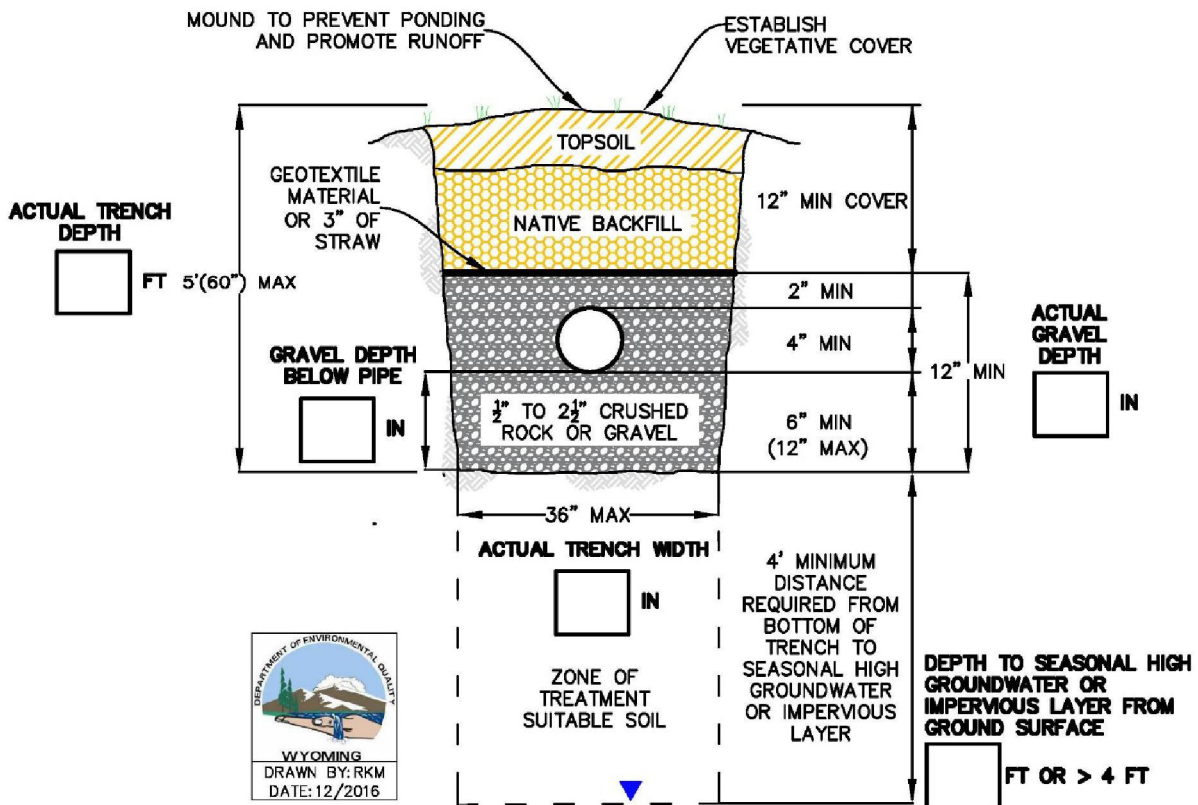 MOUND TO PREVENT PONDING
AND PROMOTE RUNOFF
ESTABLISH
VEGETATIVE COVER
TOPSOIL
GEOTEXTILE
MATERIAL
OR 3" OF
STRAW
NATIVE BACKFILL
12" MIN COVER
ACTUAL TRENCH
DEPTH
FT
5'(60") MAX
2" MIN
4" MIN
12" MIN
ACTUAL
GRAVEL
DEPTH
IN
GRAVEL DEPTH
BELOW PIPE
IN
½" TO 2½" CRUSHED
ROCK OR GRAVEL
6" MIN
(12" MAX)
36" MAX
ACTUAL TRENCH WIDTH
IN
4' MINIMUM
DISTANCE
REQUIRED FROM
BOTTOM OF
TRENCH TO
SEASONAL HIGH
GROUNDWATER
OR IMPERVIOUS
LAYER
ZONE OF
TREATMENT
SUITABLE SOIL
DEPTH TO SEASONAL HIGH
GROUNDWATER OR
IMPERVIOUS LAYER FROM
GROUND SURFACE
FT OR > 4 FT
DEPARTMENT OF ENVIRONMENTAL QUALITY
WYOMING
DRAWN BY: RKM
DATE: 12/2016